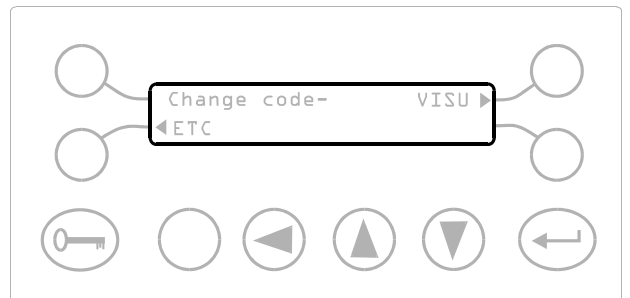 Change code- VISU ▶
◀ETC